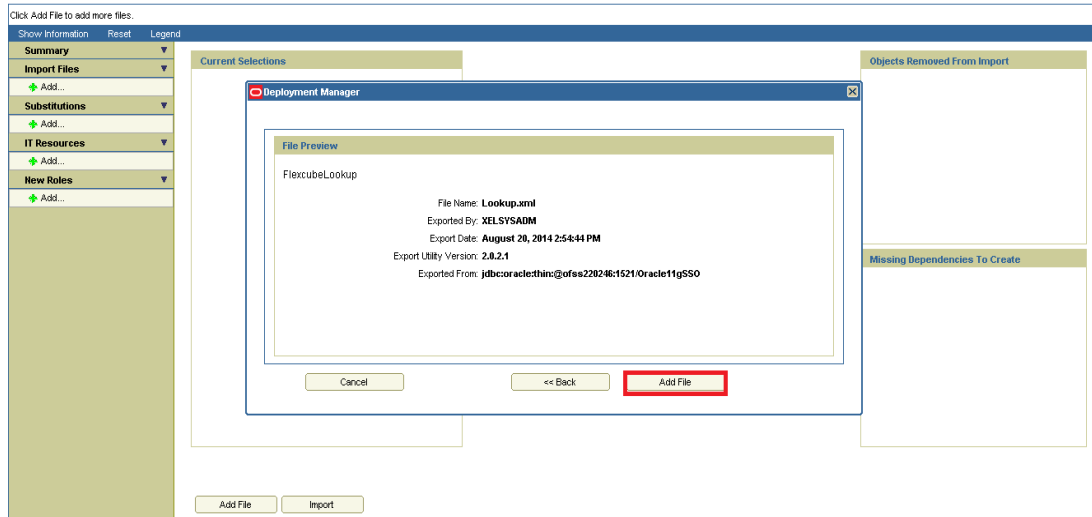 Click Add File to add more files.
Show Information Reset Legend
Summary
Import Files
Add...
Substitutions
Add...
IT Resources
Add...
New Roles
Add...
Current Selections
Objects Removed From Import
Missing Dependencies To Create
Deployment Manager
File Preview
FlexcubeLookup
File Name: Lookup.xml
Exported By: XELSYSADM
Export Date: August 20, 2014 2:54:44 PM
Export Utility Version: 2.0.2.1
Exported From: jdbc:oracle:thin:@ofss220246:1521/Oracle11gSSO
Cancel << Back Add File
Add File Import